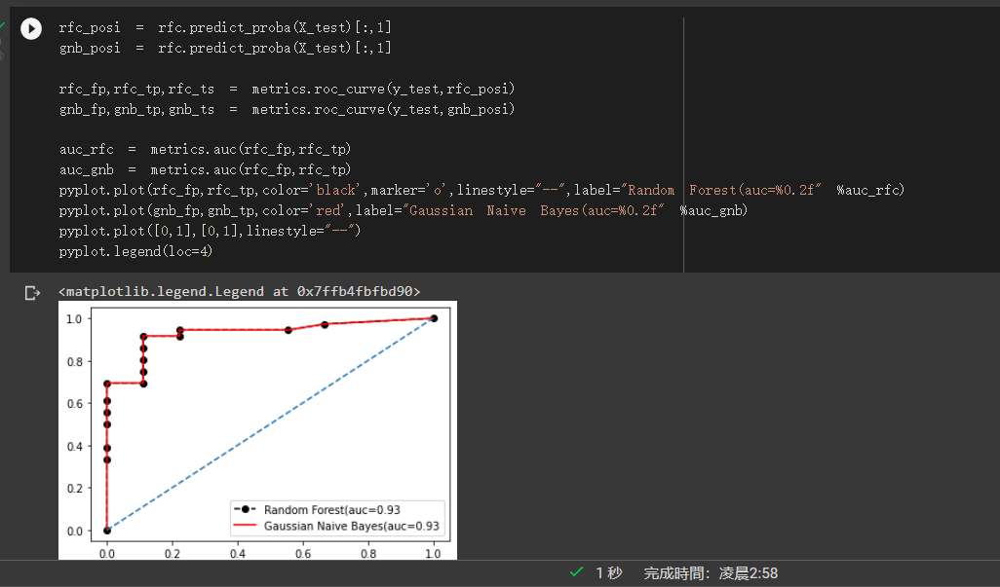 rfc_posi = rfc.predict_proba(X_test)[:,1]
gnb_posi = rfc.predict_proba(X_test)[:,1]
rfc_fp,rfc_tp,rfc_ts = metrics.roc_curve(y_test,rfc_posi)
gnb_fp,gnb_tp,gnb_ts = metrics.roc_curve(y_test,gnb_posi)
auc_rfc = metrics.auc(rfc_fp,rfc_tp)
auc_gnb = metrics.auc(rfc_fp,rfc_tp)
pyplot.plot(rfc_fp,rfc_tp,color='black',marker='o',linestyle="--",label="Random Forest(auc=%0.2f" %auc_rfc)
pyplot.plot(gnb_fp,gnb_tp,color='red',label="Gaussian Naive Bayes(auc=%0.2f" %auc_gnb)
pyplot.plot([0,1],[0,1],linestyle="--")
pyplot.legend(loc=4)
<matplotlib.legend.Legend at 0x7ffb4fbfbd90>
1.0
0.8
0.6
0.4
0.2
0.0
Random Forest(auc=0.93
Gaussian Naive Bayes(auc=0.93
0.0 0.2 0.4 0.6 0.8 1.0
1 秒 完成時間: 凌晨2:58